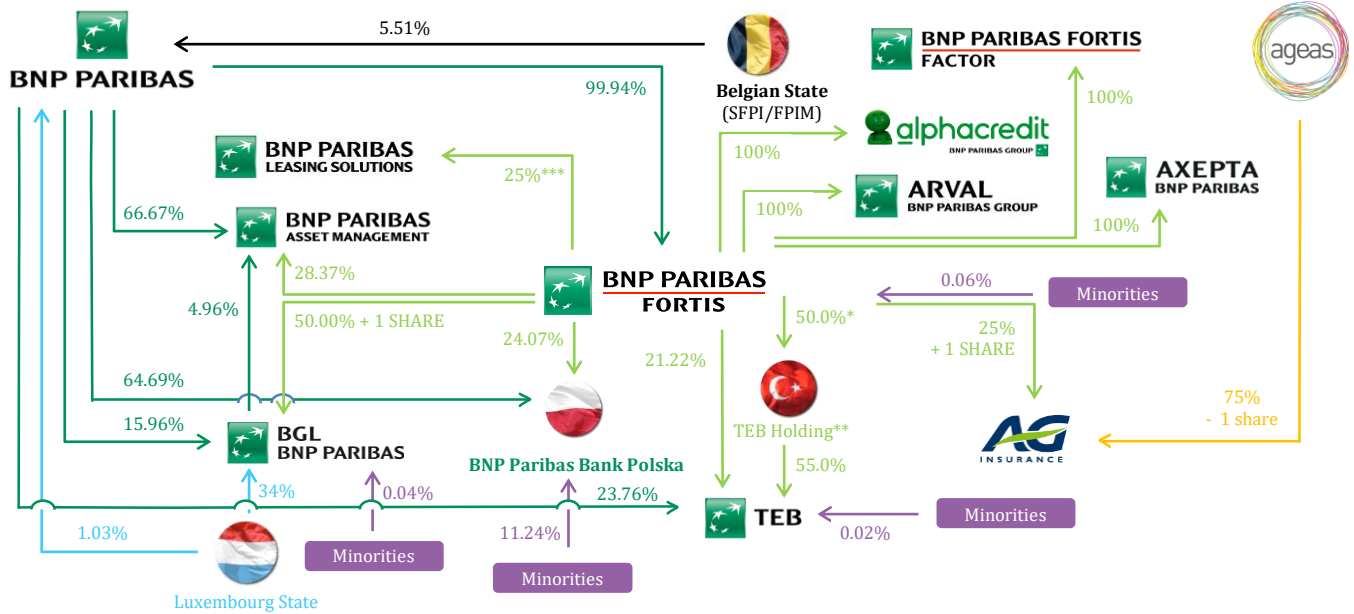 5.51%
BNP PARIBAS
99.94%
Belgian State
(SFPI/FPIM)
BNP PARIBAS FORTIS
FACTOR
ageas
100%
alphacredit
BNP PARIBAS GROUP
100%
BNP PARIBAS
LEASING SOLUTIONS
25%***
ARVAL
BNP PARIBAS GROUP
100%
AXEPTA
BNP PARIBAS
100%
66.67%
BNP PARIBAS
ASSET MANAGEMENT
28.37%
4.96%
50.00% + 1 SHARE
BNP PARIBAS
FORTIS
0.06%
Minorities
50.0%*
25%
+ 1 SHARE
24.07%
21.22%
64.69%
15.96%
BGL
BNP PARIBAS
TEB Holding**
AG
INSURANCE
75%
- 1 share
BNP Paribas Bank Polska
55.0%
34%
0.04%
23.76%
TEB
Minorities
0.02%
1.03%
Minorities
11.24%
Minorities
Luxembourg State